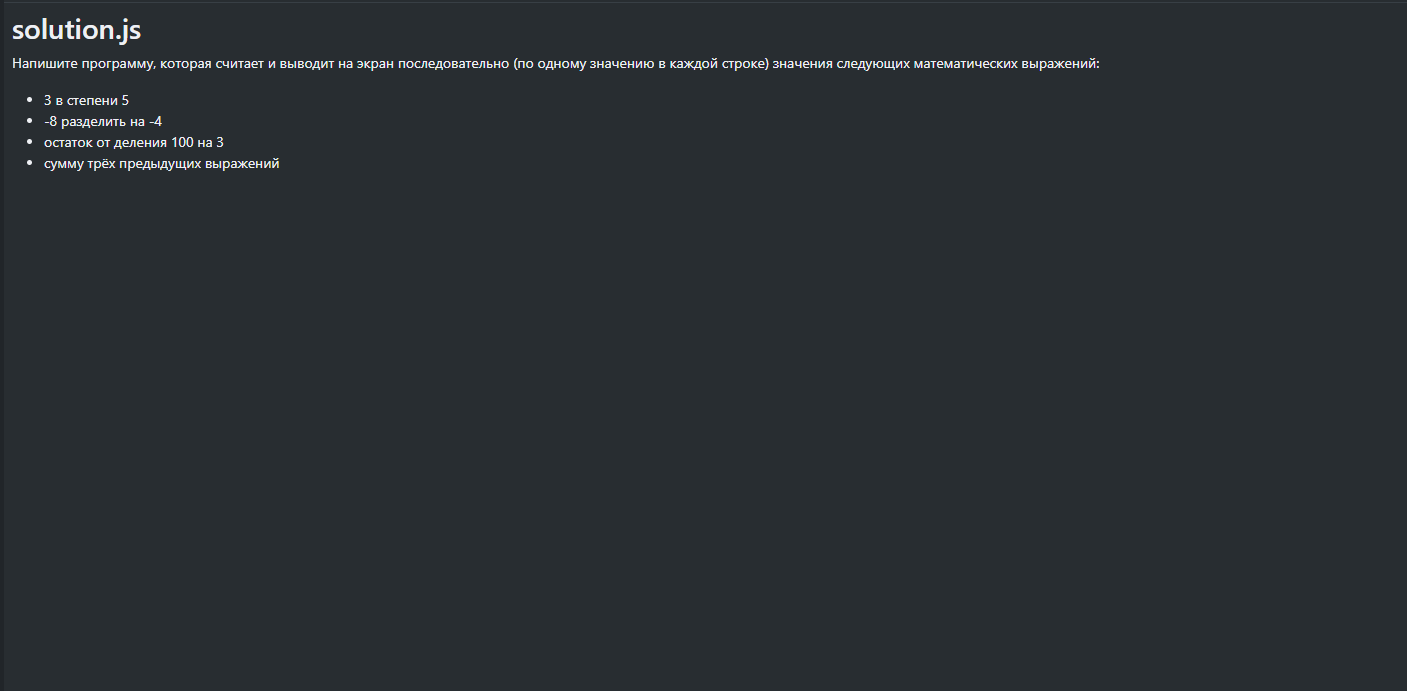 solution.js
Напишите программу, которая считает и выводит на экран последовательно (по одному значению в каждой строке) значения следующих математических выражений:
• 3 в степени 5
• -8 разделить на -4
• остаток от деления 100 на 3
• сумму трёх предыдущих выражений